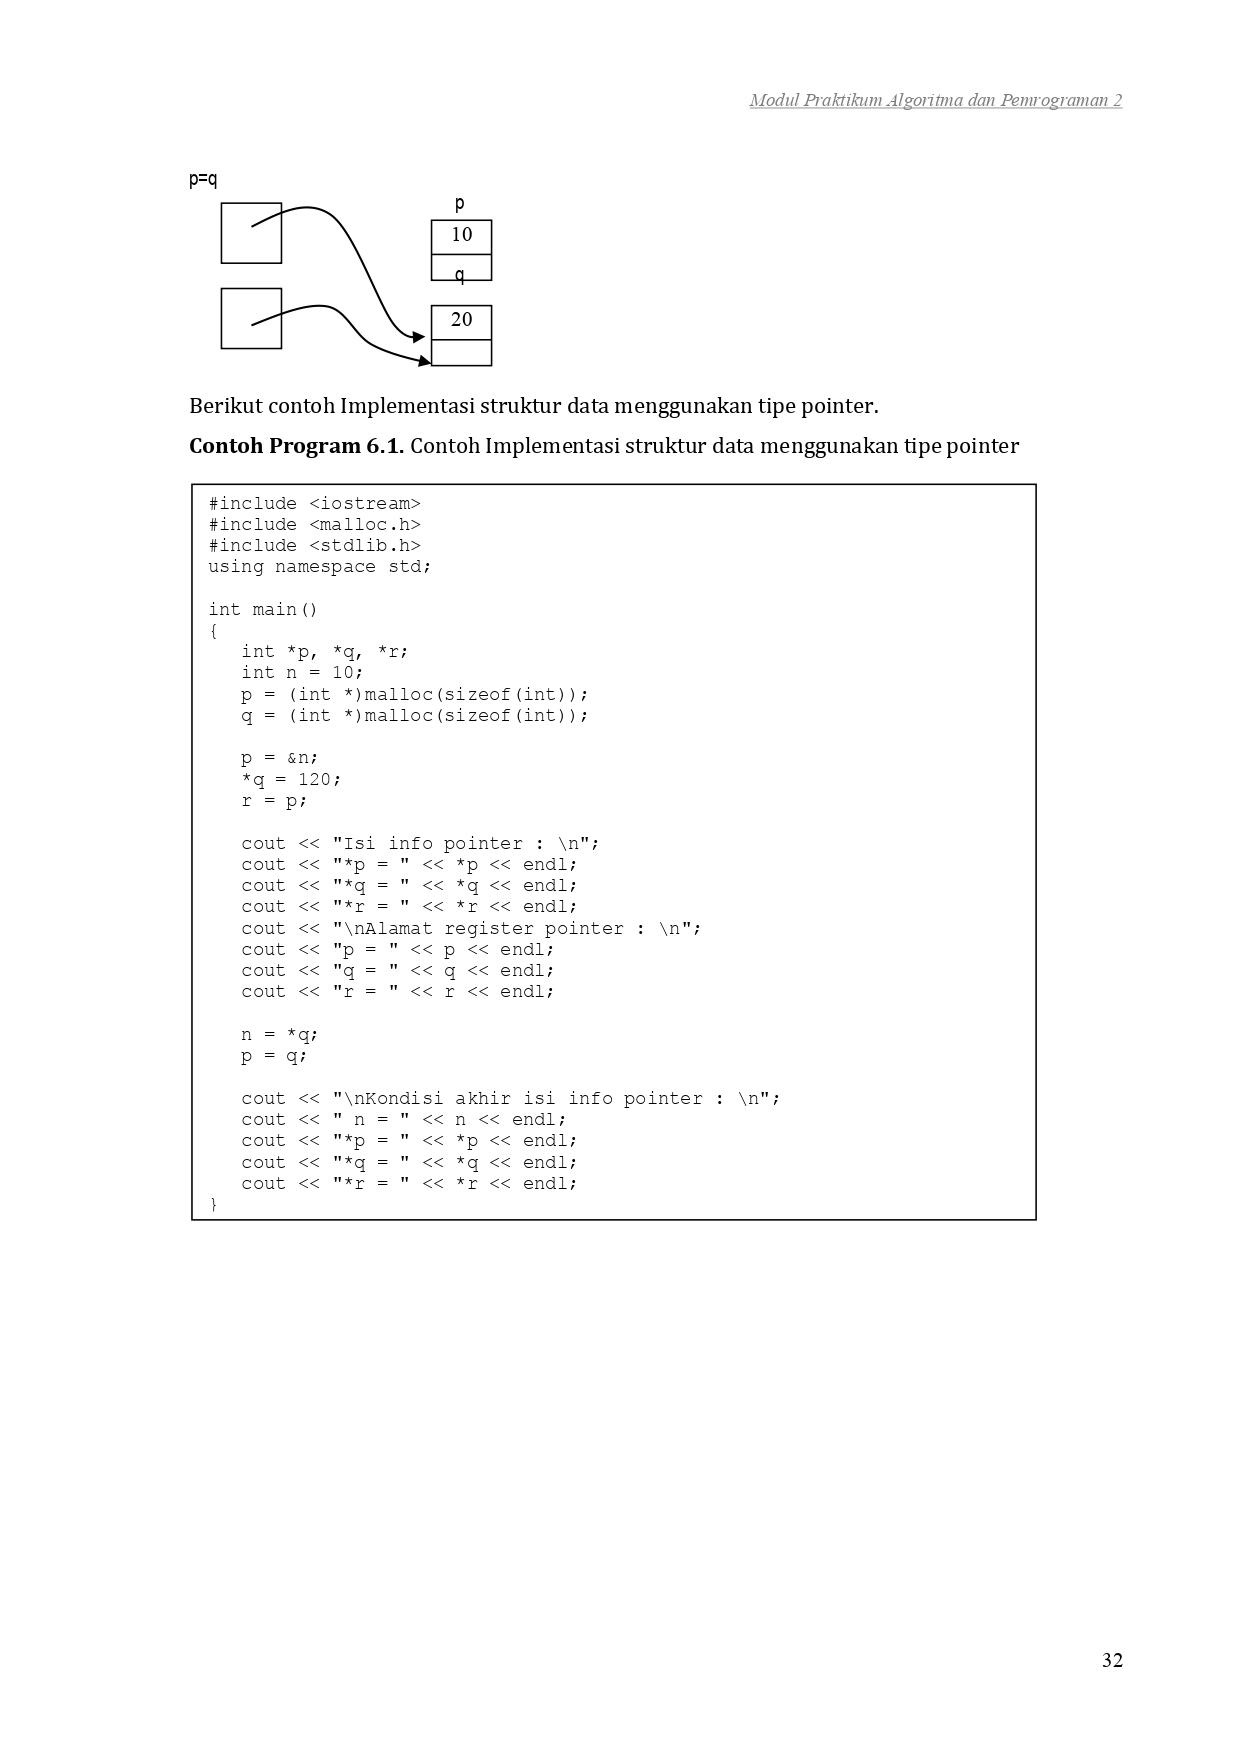 Modul Praktikum Algoritma dan Pemrograman 2
p=q
p
10
q
20
Berikut contoh Implementasi struktur data menggunakan tipe pointer.
Contoh Program 6.1. Contoh Implementasi struktur data menggunakan tipe pointer
#include <iostream>
#include <malloc.h>
#include <stdlib.h>
using namespace std;
int main()
{
int *p, *q, *r;
int n = 10;
p = (int *)malloc(sizeof(int));
q = (int *)malloc(sizeof(int));
p = &n;
*q = 120;
r = p;
cout << "Isi info pointer : \n";
cout << "*p = " << *p << endl;
cout << "*q = " << *q << endl;
cout << "*r = " << *r << endl;
cout << "\nAlamat register pointer : \n";
cout << "p = " << p << endl;
cout << "q = " << q << endl;
cout << "r = " << r << endl;
n = *q;
p = q;
cout << "\nKondisi akhir isi info pointer : \n";
cout << " n = " << n << endl;
cout << "*p = " << *p << endl;
cout << "*q = " << *q << endl;
cout << "*r = " << *r << endl;
}
32